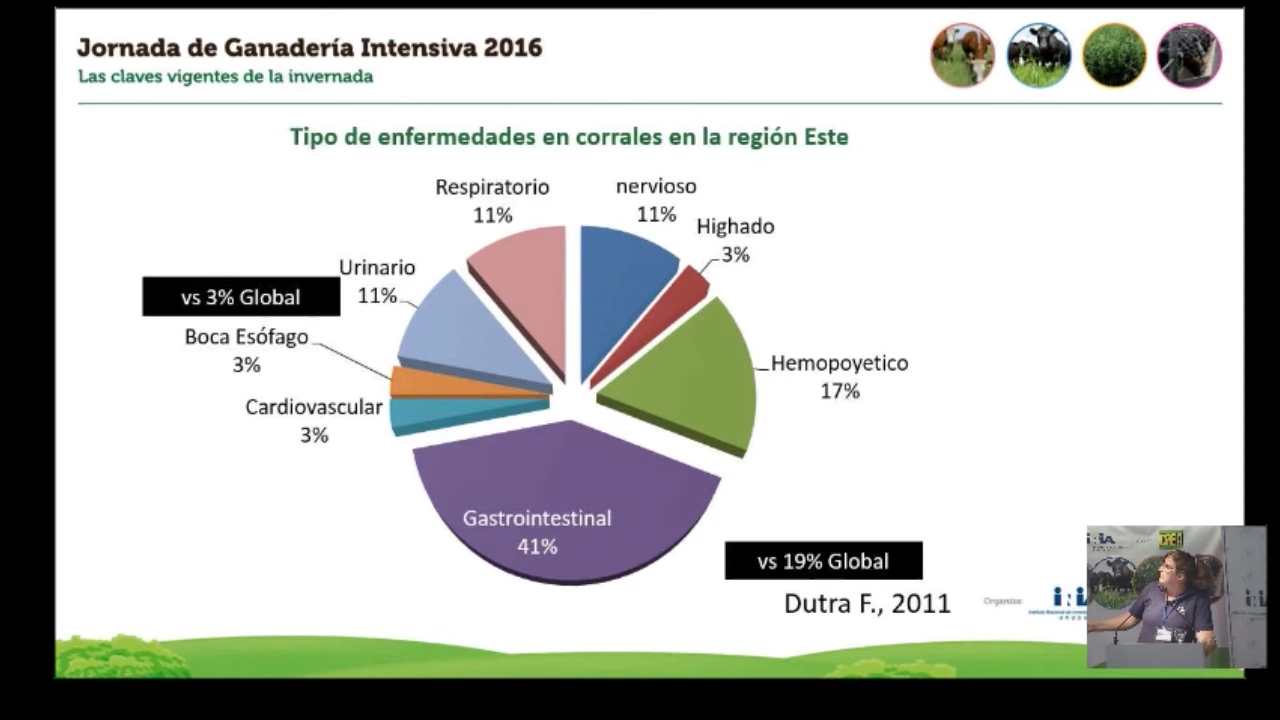 Jornada de Ganadería Intensiva 2016
Las claves vigentes de la invernada
Tipo de enfermedades en corrales en la región Este
Respiratorio
11%
nervioso
11%
Highado
3%
Urinario
11%
vs 3% Global
Boca Esófago
3%
Hemopoyetico
17%
Cardiovascular
3%
Gastrointestinal
41%
vs 19% Global
Dutra F., 2011
Organiza: